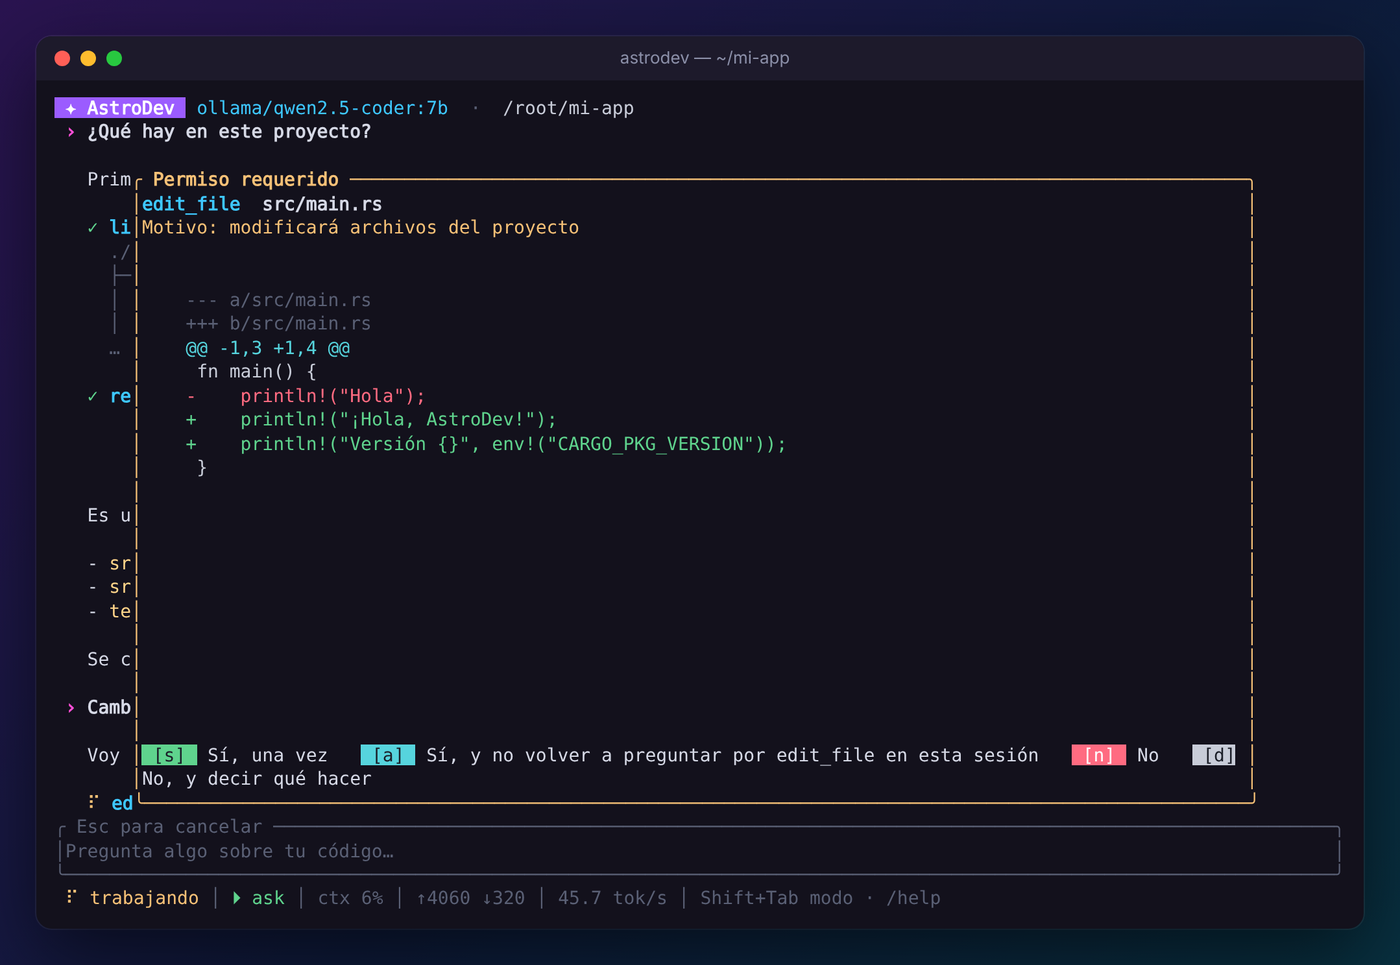 astrodev — ~/mi-app
✦ AstroDev ollama/qwen2.5-coder:7b · /root/mi-app
› ¿Qué hay en este proyecto?
Prim
Permiso requerido
edit_file src/main.rs
✓ li
Motivo: modificará archivos del proyecto
./
├─
│
--- a/src/main.rs
│
+++ b/src/main.rs
…
@@ -1,3 +1,4 @@
fn main() {
✓ re
-    println!("Hola");
+    println!("¡Hola, AstroDev!");
+    println!("Versión {}", env!("CARGO_PKG_VERSION"));
}
Es u
- sr
- sr
- te
Se c
› Camb
Voy
[s] Sí, una vez [a] Sí, y no volver a preguntar por edit_file en esta sesión [n] No [d]
No, y decir qué hacer
⠏ ed
Esc para cancelar
Pregunta algo sobre tu código…
⠏ trabajando │ ⏵ ask │ ctx 6% │ ↑4060 ↓320 │ 45.7 tok/s │ Shift+Tab modo · /help